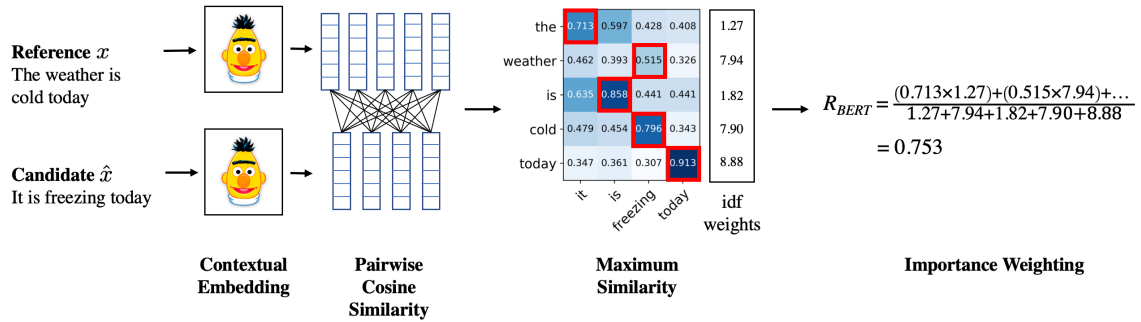 Reference x
The weather is
cold today
Candidate x̂
It is freezing today
Contextual
Embedding
Pairwise
Cosine
Similarity
the 0.713 0.597 0.428 0.408 1.27
weather 0.462 0.393 0.515 0.326 7.94
is 0.635 0.858 0.441 0.441 1.82
cold 0.479 0.454 0.796 0.343 7.90
today 0.347 0.361 0.307 0.913 8.88
it is freezing today
idf
weights
Maximum
Similarity
R_BERT = (0.713×1.27)+(0.515×7.94)+... / 1.27+7.94+1.82+7.90+8.88
= 0.753
Importance Weighting